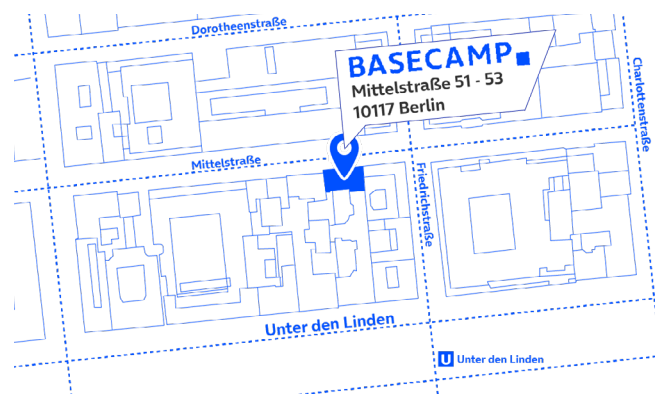 Dorotheenstraße
BASECAMP.
Mittelstraße 51 - 53
10117 Berlin
Charlottenstraße
Mittelstraße
Friedrichstraße
Unter den Linden
U Unter den Linden